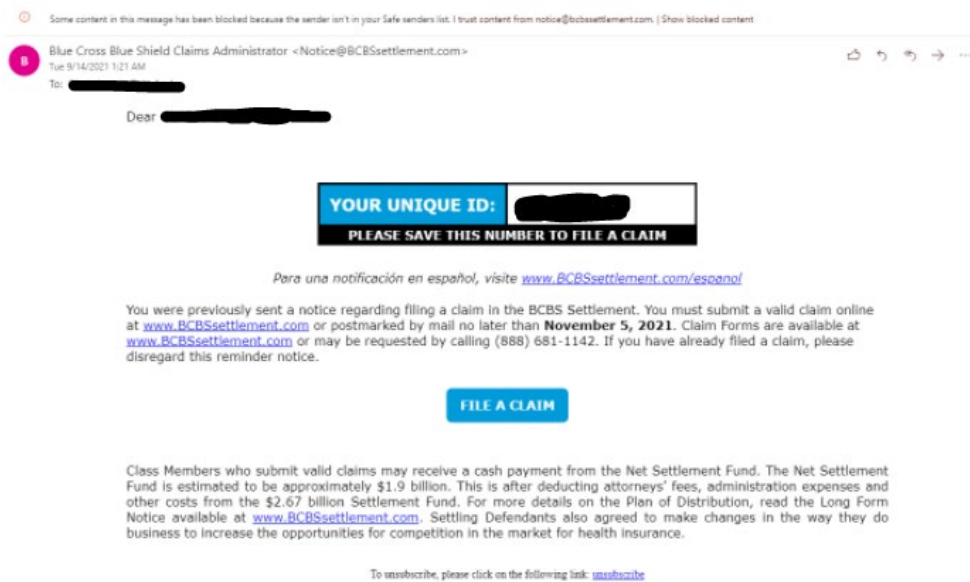 Some content in this message has been blocked because the sender isn't in your Safe senders list. I trust content from notice@bcbssettlement.com. | Show blocked content
B
Blue Cross Blue Shield Claims Administrator <Notice@BCBSsettlement.com>
Tue 9/14/2021 1:21 AM
To:
Dear
YOUR UNIQUE ID:
PLEASE SAVE THIS NUMBER TO FILE A CLAIM
Para una notificación en español, visite www.BCBSsettlement.com/espanol
You were previously sent a notice regarding filing a claim in the BCBS Settlement. You must submit a valid claim online
at www.BCBSsettlement.com or postmarked by mail no later than November 5, 2021. Claim Forms are available at
www.BCBSsettlement.com or may be requested by calling (888) 681-1142. If you have already filed a claim, please
disregard this reminder notice.
FILE A CLAIM
Class Members who submit valid claims may receive a cash payment from the Net Settlement Fund. The Net Settlement
Fund is estimated to be approximately $1.9 billion. This is after deducting attorneys' fees, administration expenses and
other costs from the $2.67 billion Settlement Fund. For more details on the Plan of Distribution, read the Long Form
Notice available at www.BCBSsettlement.com. Settling Defendants also agreed to make changes in the way they do
business to increase the opportunities for competition in the market for health insurance.
To unsubscribe, please click on the following link: unsubscribe